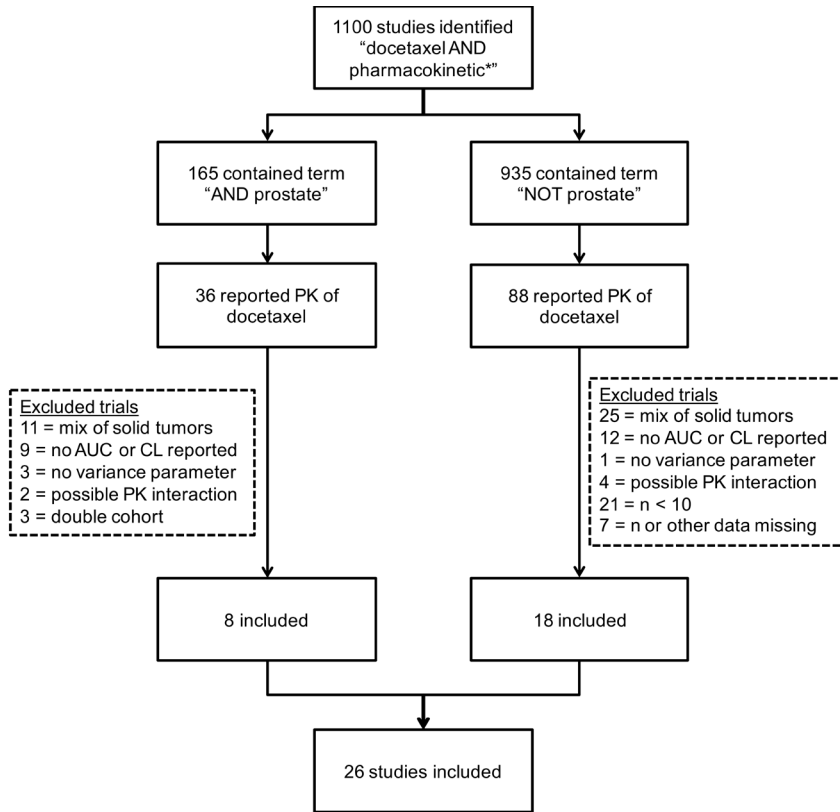 1100 studies identified
“docetaxel AND
pharmacokinetic*”
165 contained term
“AND prostate”
935 contained term
“NOT prostate”
36 reported PK of
docetaxel
88 reported PK of
docetaxel
Excluded trials
11 = mix of solid tumors
9 = no AUC or CL reported
3 = no variance parameter
2 = possible PK interaction
3 = double cohort
Excluded trials
25 = mix of solid tumors
12 = no AUC or CL reported
1 = no variance parameter
4 = possible PK interaction
21 = n < 10
7 = n or other data missing
8 included
18 included
26 studies included